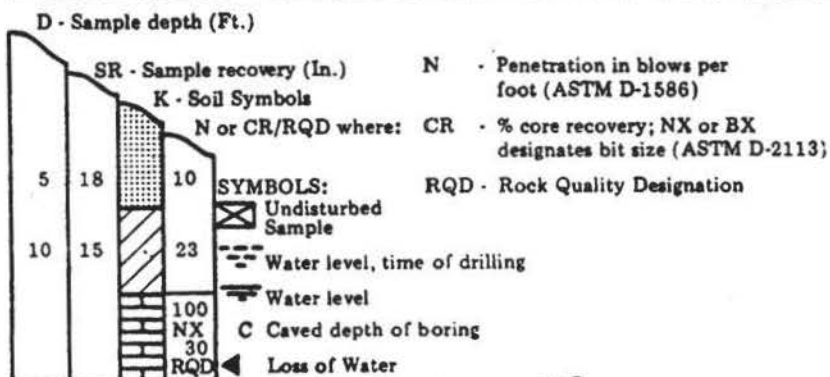 D - Sample depth (Ft.)
SR - Sample recovery (In.)
K - Soil Symbols
N or CR/RQD where:
N - Penetration in blows per
foot (ASTM D-1586)
CR - % core recovery; NX or BX
designates bit size (ASTM D-2113)
RQD - Rock Quality Designation
5 18 10
SYMBOLS:
Undisturbed
Sample
10 15 23
Water level, time of drilling
Water level
100
NX
C Caved depth of boring
30
RQD
Loss of Water